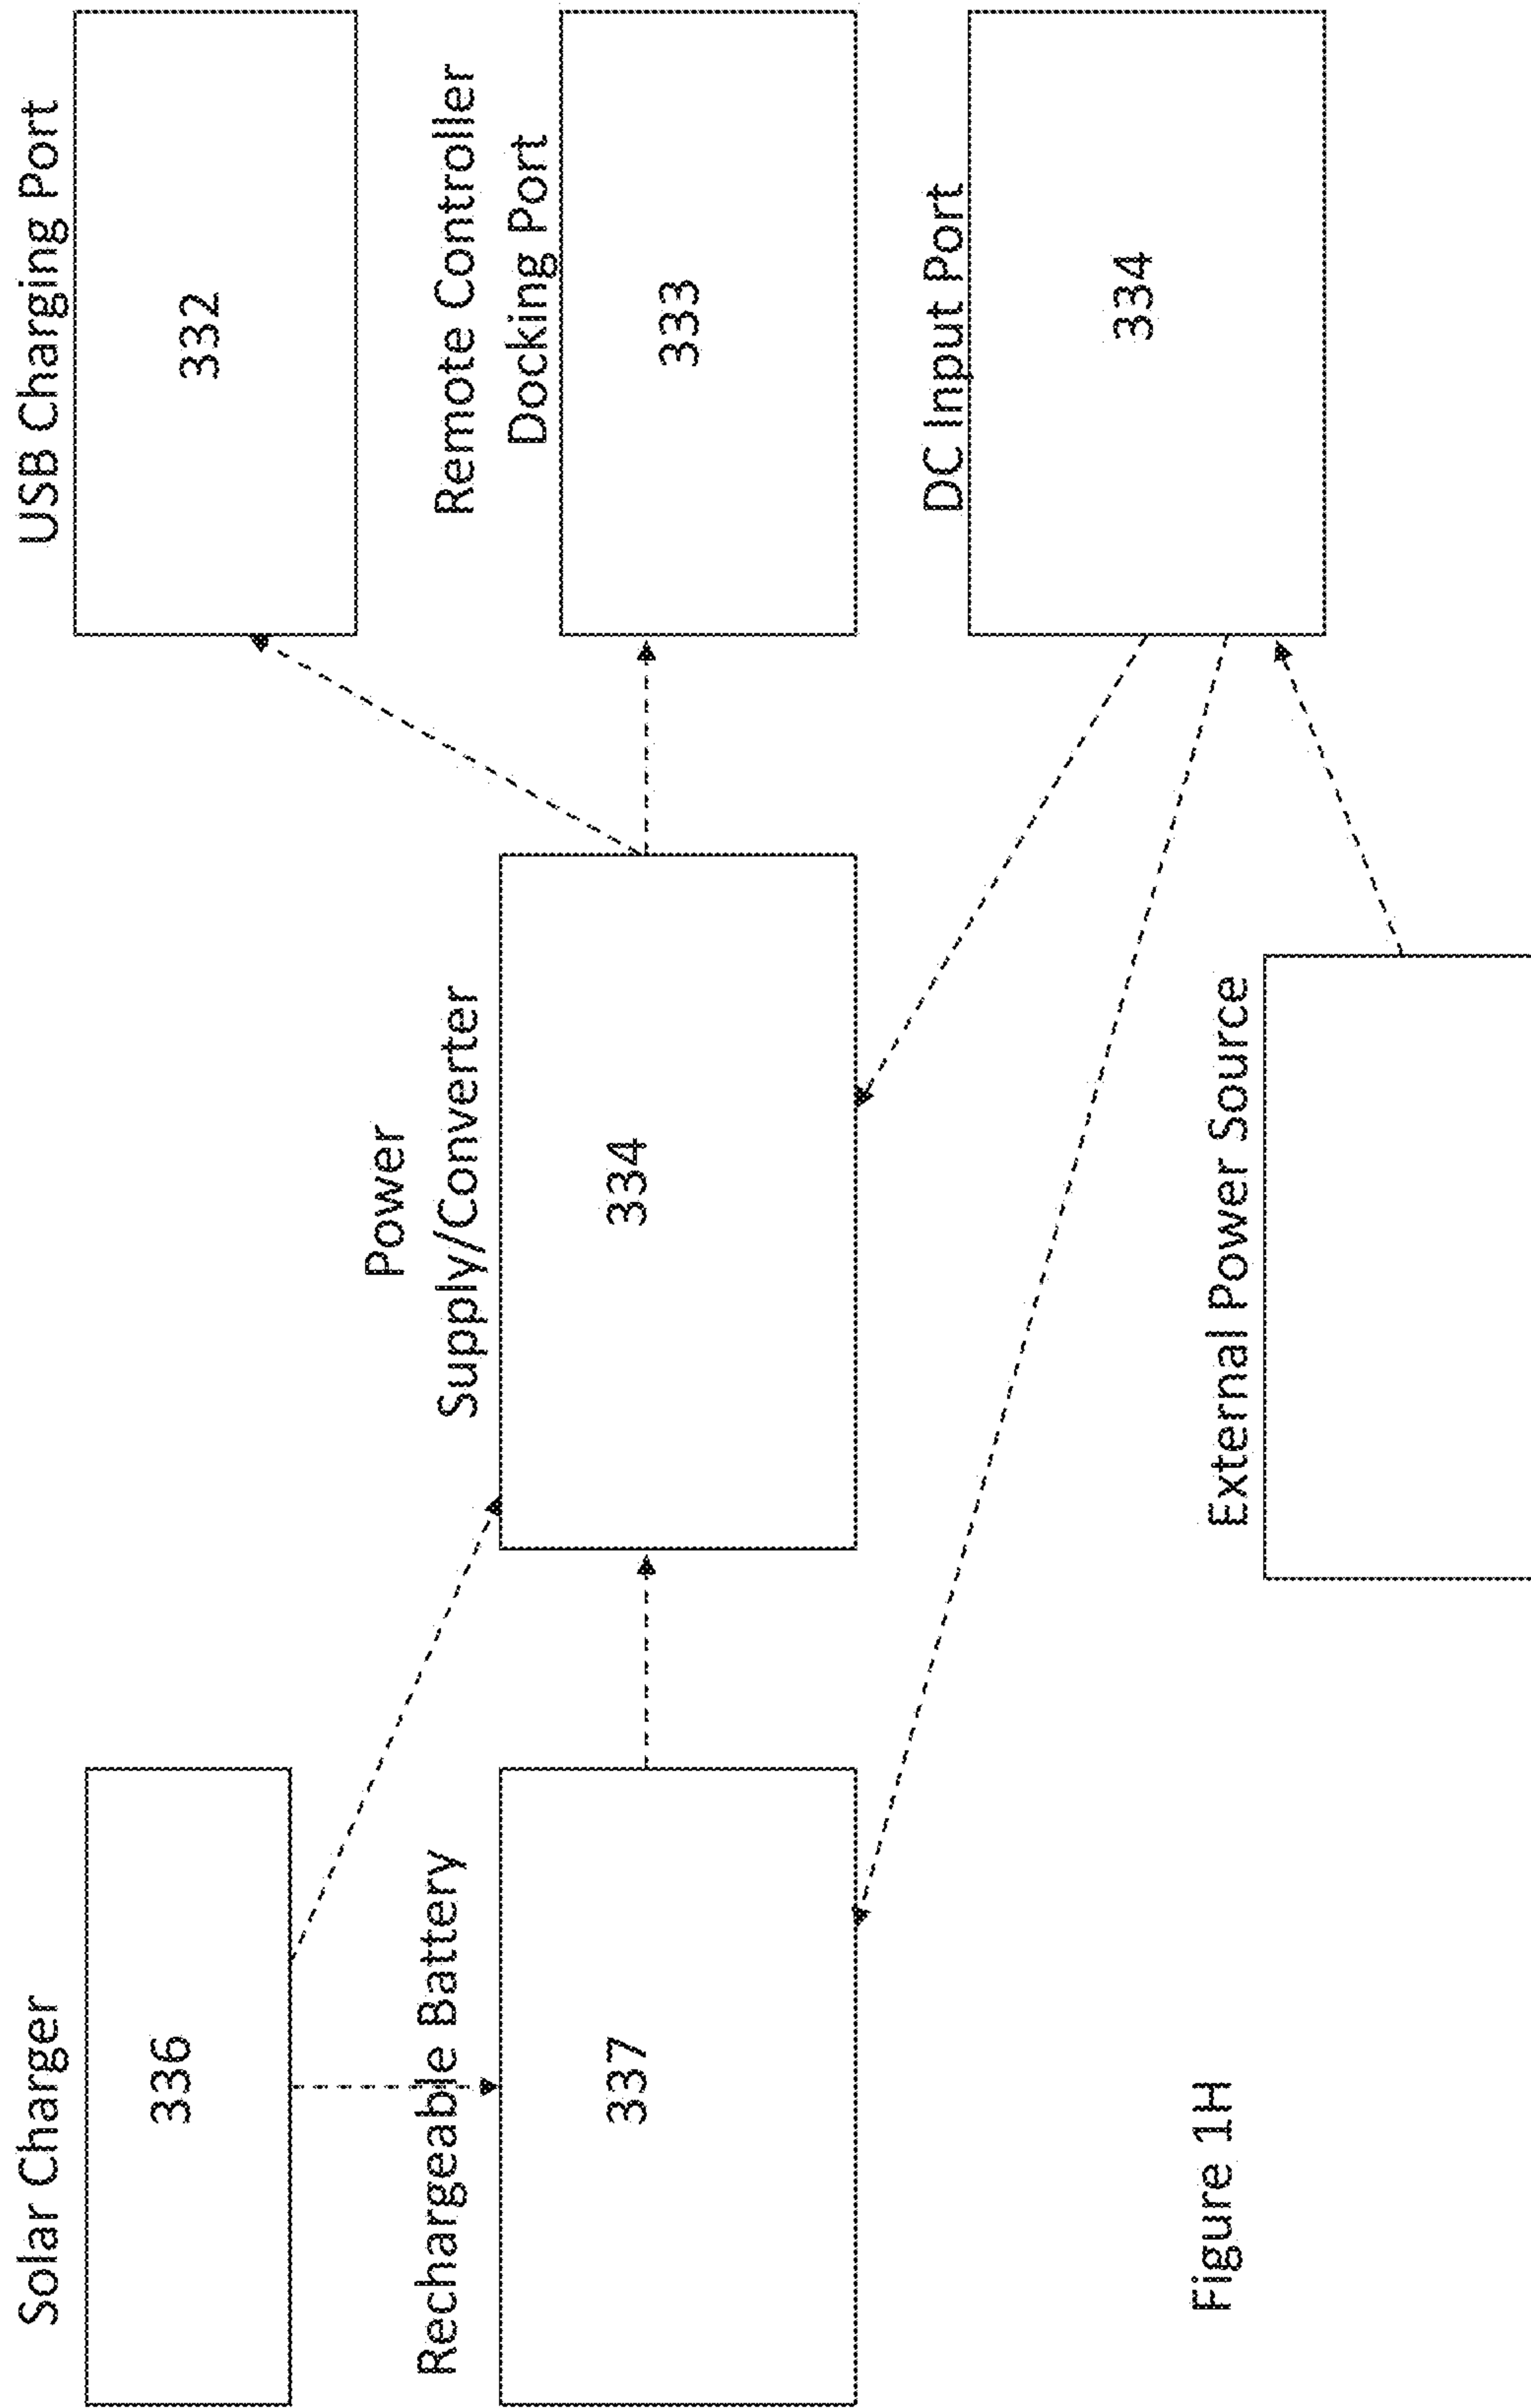 Solar Charger
336
Rechargeable Battery
337
Power
Supply/Converter
334
USB Charging Port
332
Remote Controller
Docking Port
333
DC Input Port
334
External Power Source
Figure 1H